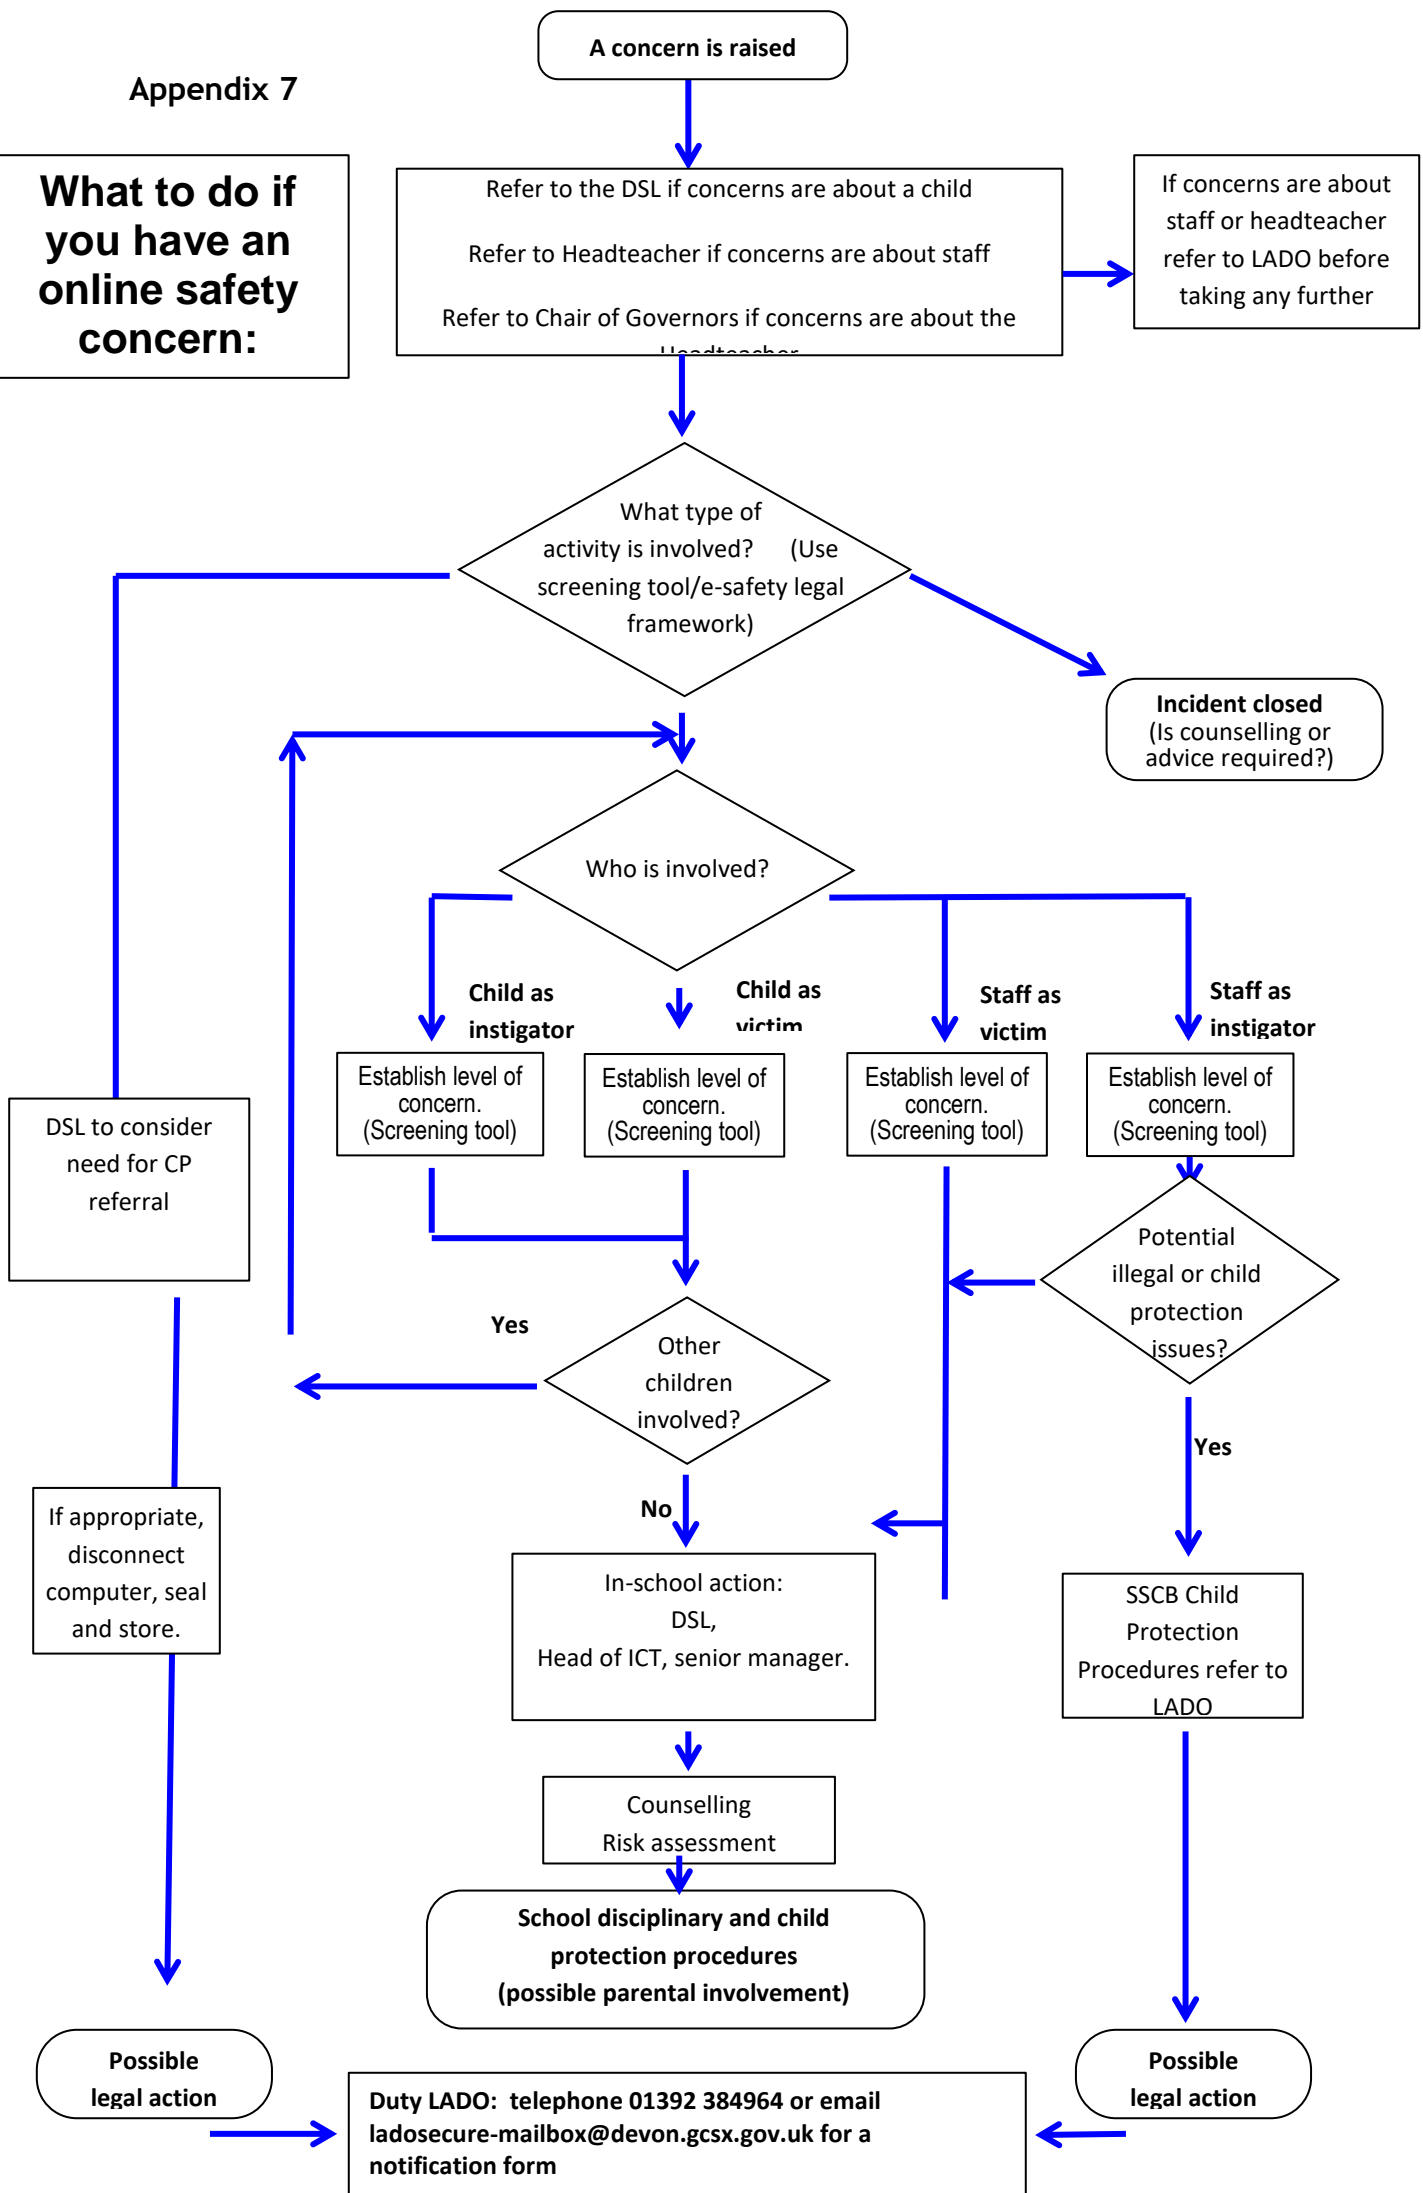 A concern is raised
Appendix 7
What to do if
you have an
online safety
concern:
Refer to the DSL if concerns are about a child
Refer to Headteacher if concerns are about staff
Refer to Chair of Governors if concerns are about the
Headteacher
If concerns are about
staff or headteacher
refer to LADO before
taking any further
What type of
activity is involved? (Use
screening tool/e-safety legal
framework)
Incident closed
(Is counselling or
advice required?)
Who is involved?
Child as
instigator
Child as
victim
Staff as
victim
Staff as
instigator
Establish level of
concern.
(Screening tool)
Establish level of
concern.
(Screening tool)
Establish level of
concern.
(Screening tool)
Establish level of
concern.
(Screening tool)
DSL to consider
need for CP
referral
Potential
illegal or child
protection
issues?
Yes
Other
children
involved?
Yes
No
If appropriate,
disconnect
computer, seal
and store.
In-school action:
DSL,
Head of ICT, senior manager.
SSCB Child
Protection
Procedures refer to
LADO
Counselling
Risk assessment
School disciplinary and child
protection procedures
(possible parental involvement)
Possible
legal action
Possible
legal action
Duty LADO: telephone 01392 384964 or email
ladosecure-mailbox@devon.gcsx.gov.uk for a
notification form